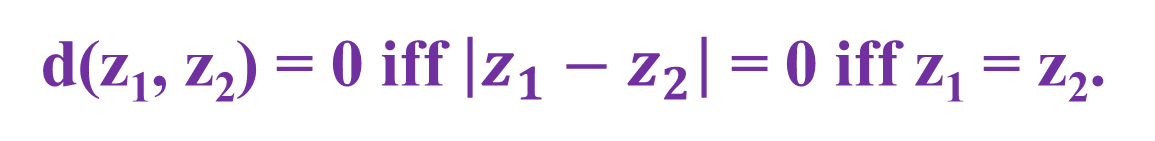 d(z₁, z₂) = 0 iff |z₁ − z₂| = 0 iff z₁ = z₂.